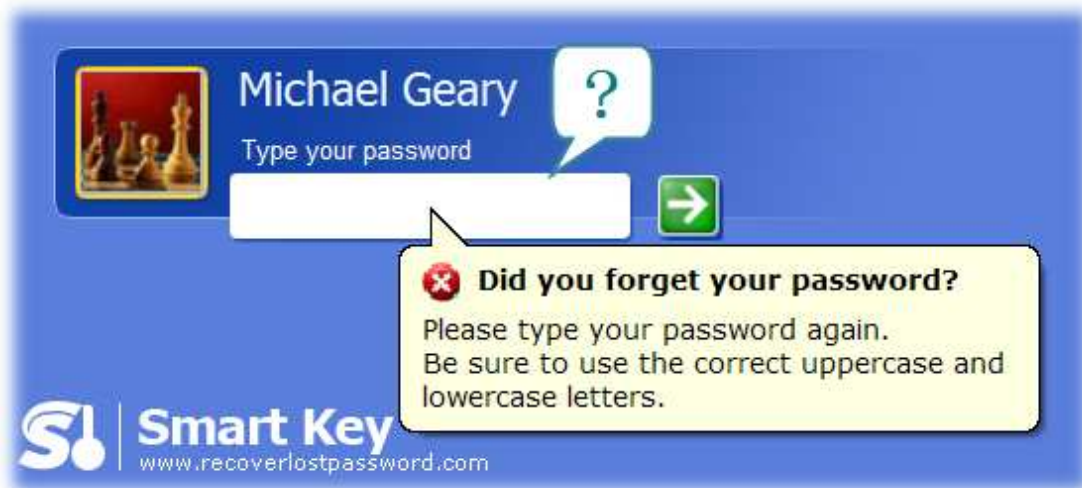 Michael Geary
?
Type your password
Did you forget your password?
Please type your password again.
Be sure to use the correct uppercase and
lowercase letters.
Smart Key
www.recoverlostpassword.com